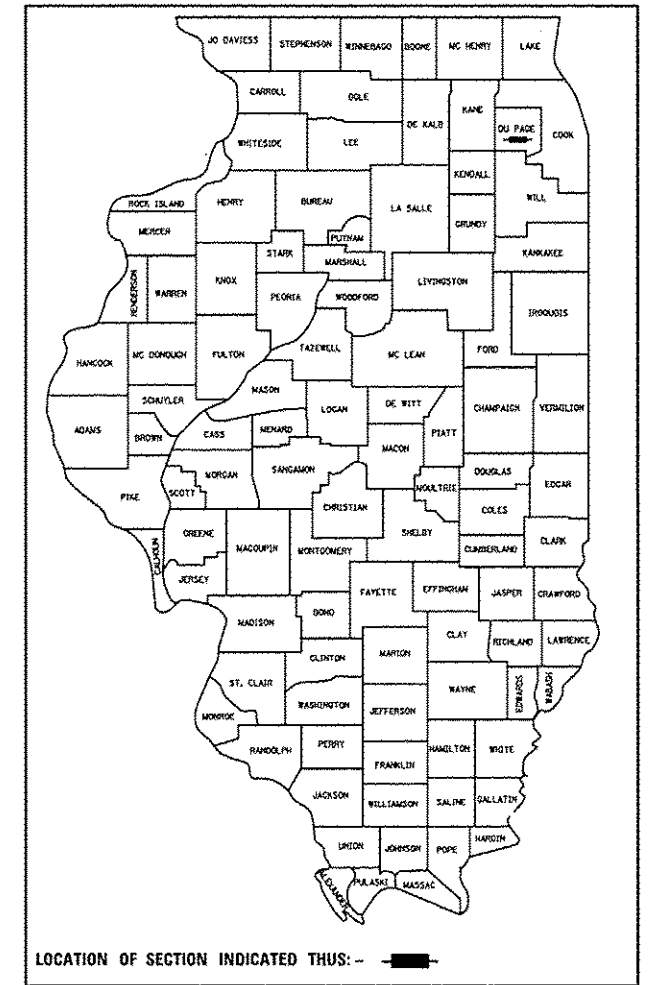 JO DAVIESS STEPHENSON WINNEBAGO BOONE MC HENRY LAKE
CARROLL OGLE KANE
DE KALB DU PAGE COOK
WHITESIDE LEE
KENDALL
ROCK ISLAND HENRY BUREAU LA SALLE GRUNDY WILL
MERCER PUTNAM
STARK MARSHALL KANKAKEE
HENDERSON WARREN KNOX PEORIA WOODFORD LIVINGSTON IROQUOIS
HANCOCK MC DONOUGH FULTON TAZEWELL MC LEAN FORD
SCHUYLER MASON
ADAMS BROWN CASS MENARD LOGAN DE WITT PIATT CHAMPAIGN VERMILION
MACON
PIKE SCOTT MORGAN SANGAMON MOULTRIE DOUGLAS EDGAR
CHRISTIAN COLES
CALHOUN GREENE MACOUPIN MONTGOMERY SHELBY CUMBERLAND CLARK
JERSEY
MADISON BOND FAYETTE EFFINGHAM JASPER CRAWFORD
CLINTON MARION CLAY RICHLAND LAWRENCE
ST. CLAIR WASHINGTON WAYNE EDWARDS WABASH
MONROE JEFFERSON
RANDOLPH PERRY HAMILTON WHITE
FRANKLIN
JACKSON WILLIAMSON SALINE GALLATIN
UNION JOHNSON POPE HARDIN
ALEXANDER PULASKI MASSAC
LOCATION OF SECTION INDICATED THUS: -